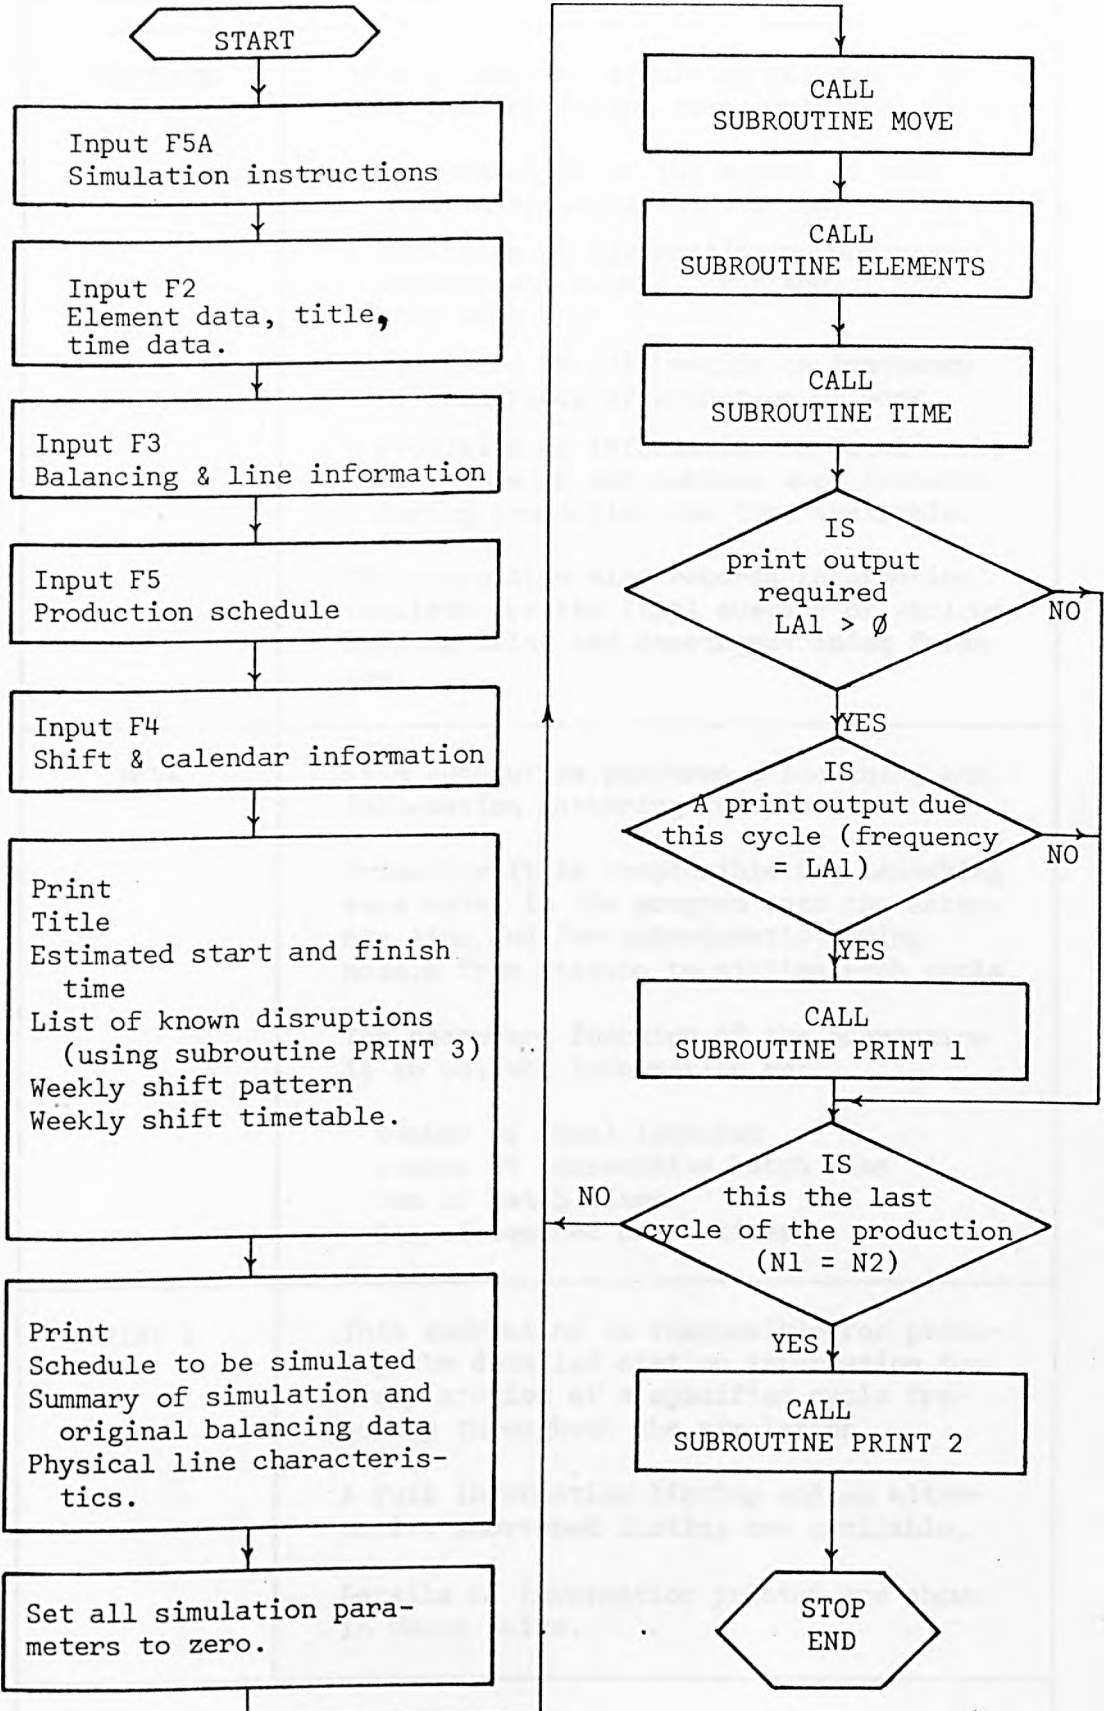 START
Input F5A
Simulation instructions
Input F2
Element data, title,
time data.
Input F3
Balancing & line information
Input F5
Production schedule
Input F4
Shift & calendar information
Print
Title
Estimated start and finish
time
List of known disruptions
(using subroutine PRINT 3)
Weekly shift pattern
Weekly shift timetable.
Print
Schedule to be simulated
Summary of simulation and
original balancing data
Physical line characteris-
tics.
Set all simulation para-
meters to zero.
CALL
SUBROUTINE MOVE
CALL
SUBROUTINE ELEMENTS
CALL
SUBROUTINE TIME
IS
print output
required
LA1 > Ø
NO
YES
IS
A print output due
this cycle (frequency
= LA1)
NO
YES
CALL
SUBROUTINE PRINT 1
IS
this the last
cycle of the production
(N1 = N2)
NO
YES
CALL
SUBROUTINE PRINT 2
STOP
END